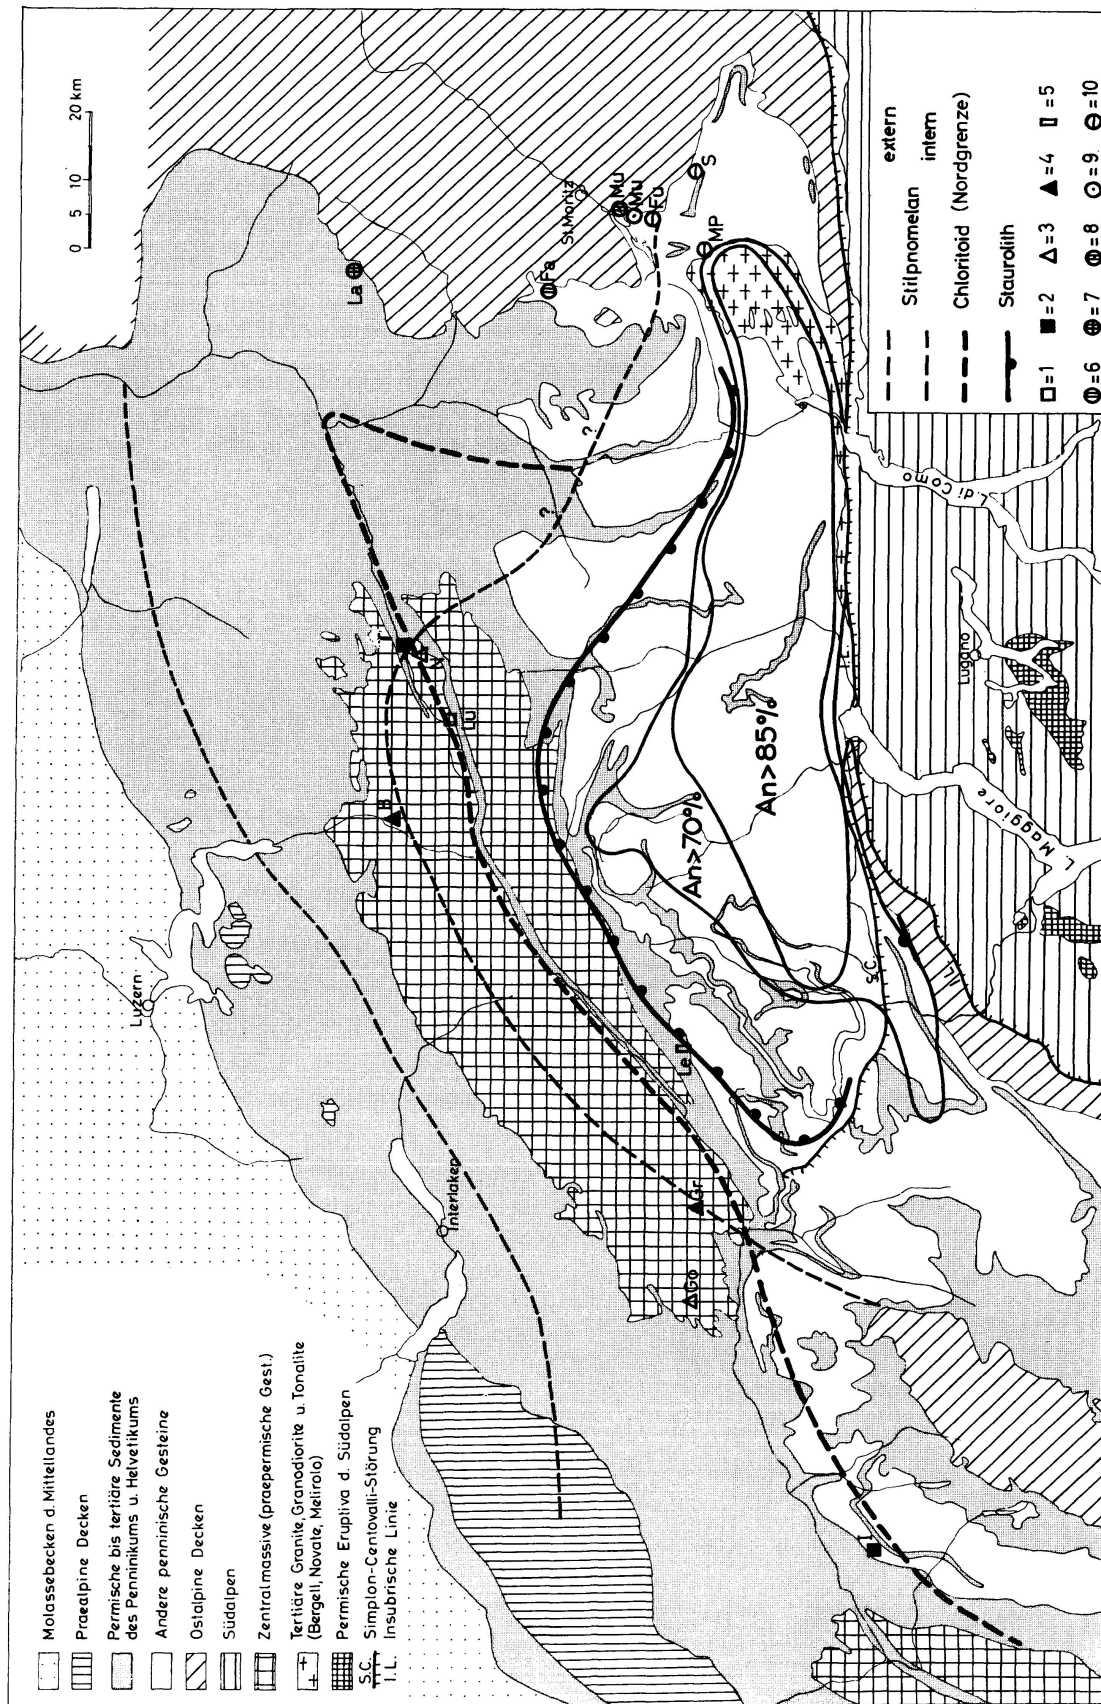 Molassebecken d. Mittellandes
Praealpine Decken
Permische bis tertiäre Sedimente
des Penninikums u. Helvetikums
Andere penninische Gesteine
Ostalpine Decken
Südalpen
Zentralmassive (praepermische Gest.)
Tertiäre Granite, Granodiorite u. Tonalite
(Bergell, Novate, Melirolo)
Permische Eruptiva d. Südalpen
S.C. Simplon-Centovalli-Störung
I.L. Insubrische Linie
0 5 10 20 km
Luzern
Interlaken
St.Moritz
La
Fa
Mu
Mu
Fu
S
MP
B
Lü
Le
Gr
Go
?
?
An>70%
An>85%
S.C.
I.L.
L. Maggiore
Lugano
L. di Como
extern
Stilpnomelan
intern
Chloritoid (Nordgrenze)
Staurolith
=1 =2 =3 =4 =5
=6 =7 =8 =9 =10